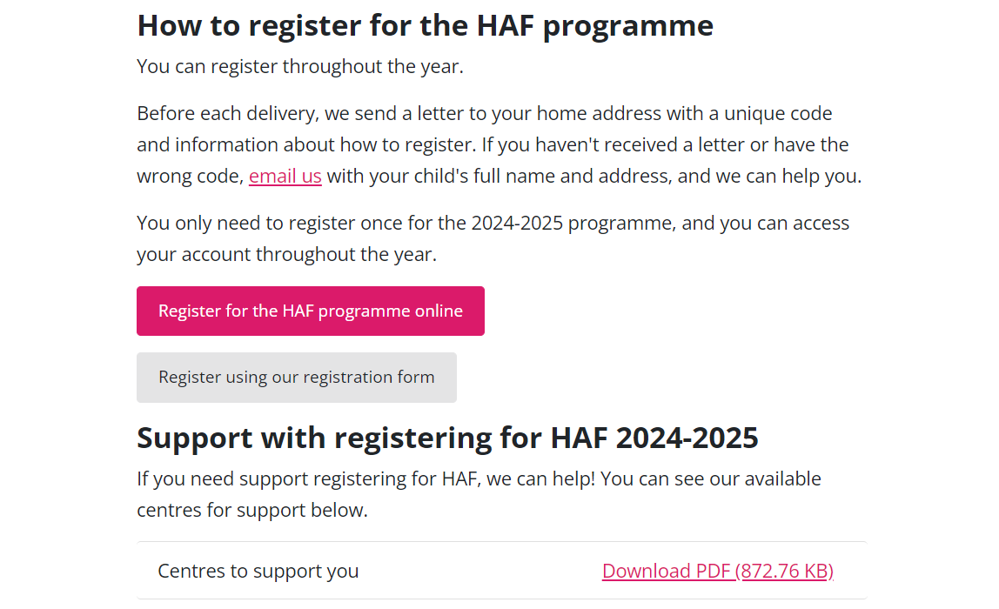 How to register for the HAF programme
You can register throughout the year.
Before each delivery, we send a letter to your home address with a unique code
and information about how to register. If you haven't received a letter or have the
wrong code, email us with your child's full name and address, and we can help you.
You only need to register once for the 2024-2025 programme, and you can access
your account throughout the year.
Register for the HAF programme online
Register using our registration form
Support with registering for HAF 2024-2025
If you need support registering for HAF, we can help! You can see our available
centres for support below.
Centres to support you Download PDF (872.76 KB)